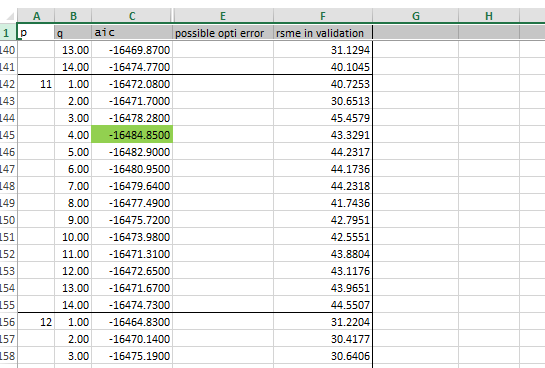 A B C E F G H
1 p q aic possible opti error rsme in validation
140 13.00 -16469.8700 31.1294
141 14.00 -16474.7700 40.1045
142 11 1.00 -16472.0800 40.7253
143 2.00 -16471.7000 30.6513
144 3.00 -16478.2800 45.4579
145 4.00 -16484.8500 43.3291
146 5.00 -16482.9000 44.2317
147 6.00 -16480.9500 44.1736
148 7.00 -16479.6400 44.2318
149 8.00 -16477.4900 41.7436
150 9.00 -16475.7200 42.7951
151 10.00 -16473.9800 42.5551
152 11.00 -16471.3100 43.8804
153 12.00 -16472.6500 43.1176
154 13.00 -16471.6700 43.9651
155 14.00 -16474.7300 44.5507
156 12 1.00 -16464.8300 31.2204
157 2.00 -16470.1400 30.4177
158 3.00 -16475.1900 30.6406